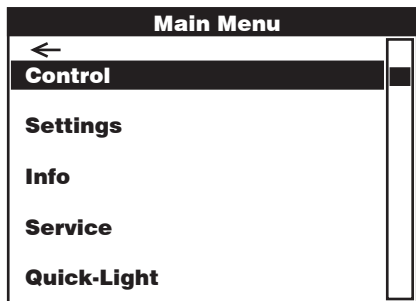 Main Menu
Control
Settings
Info
Service
Quick-Light